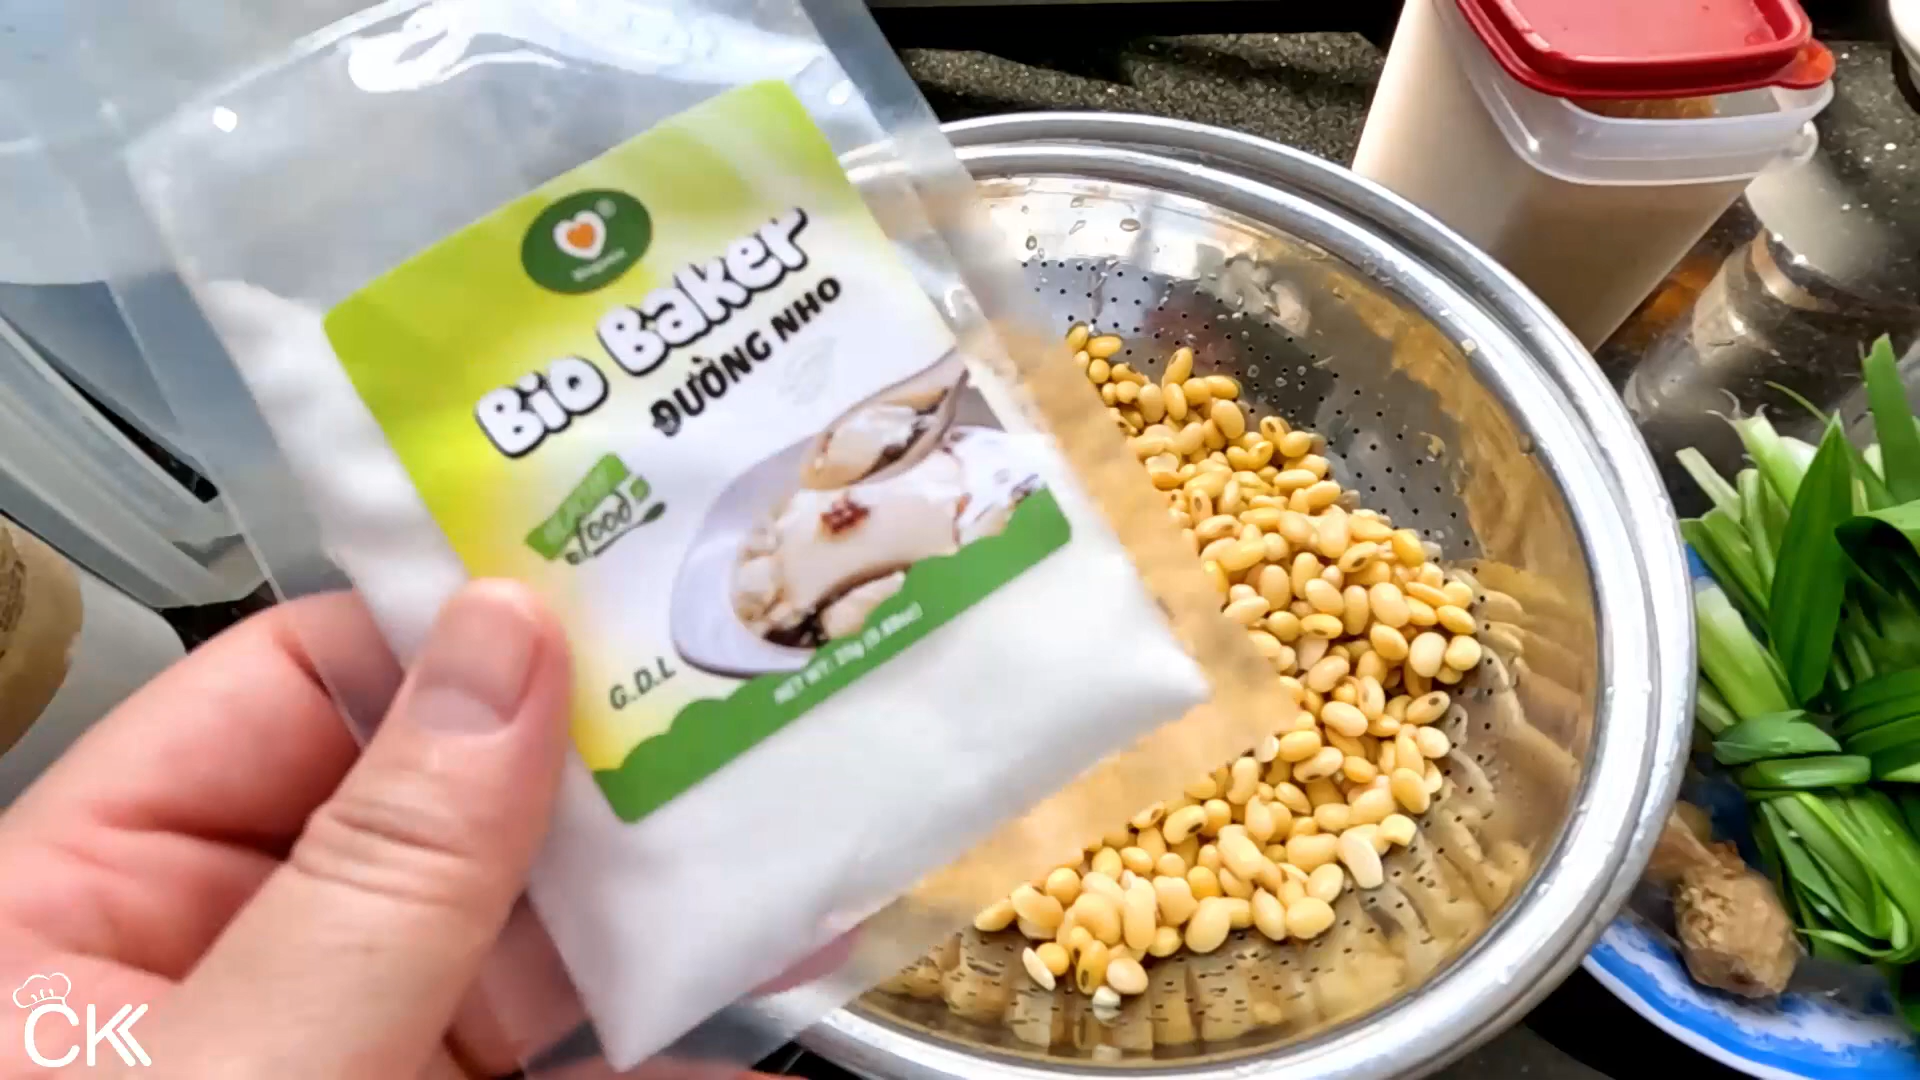 Bio Baker
ĐƯỜNG NHO
food
G.D.L
CK